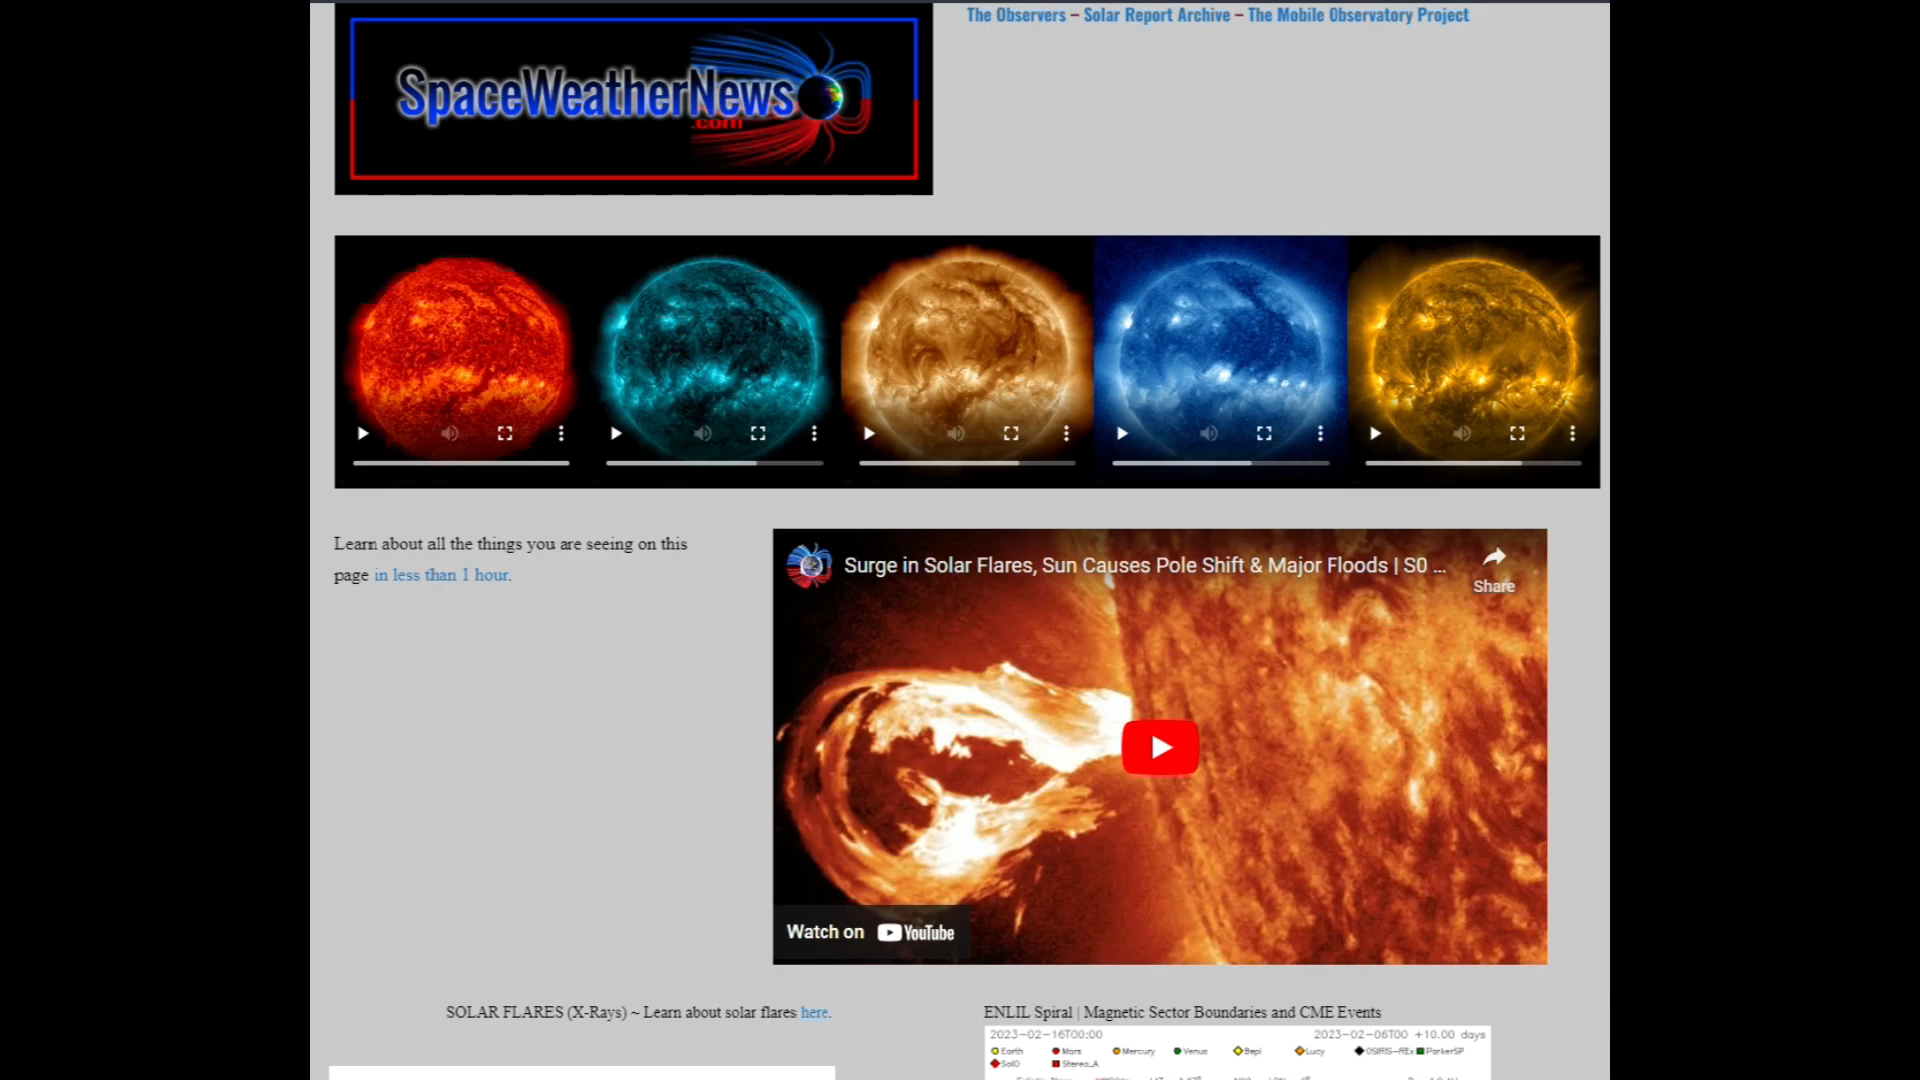 The Observers – Solar Report Archive – The Mobile Observatory Project
SpaceWeatherNews
.com
Learn about all the things you are seeing on this
page in less than 1 hour.
Surge in Solar Flares, Sun Causes Pole Shift & Major Floods | S0 ...
Share
Watch on YouTube
SOLAR FLARES (X-Rays) ~ Learn about solar flares here.
ENLIL Spiral | Magnetic Sector Boundaries and CME Events
2023-02-16T00:00 2023-02-06T00 +10.00 days
Earth Mars Mercury Venus Bepi Lucy OSIRIS-REx ParkerSP
SolO Stereo_A